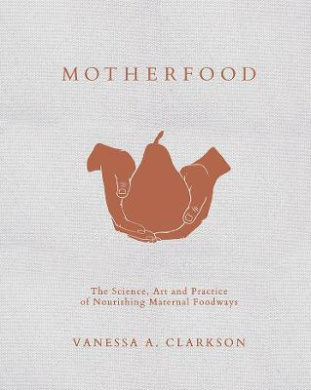 MOTHERFOOD
The Science, Art and Practice
of Nourishing Maternal Foodways
VANESSA A. CLARKSON